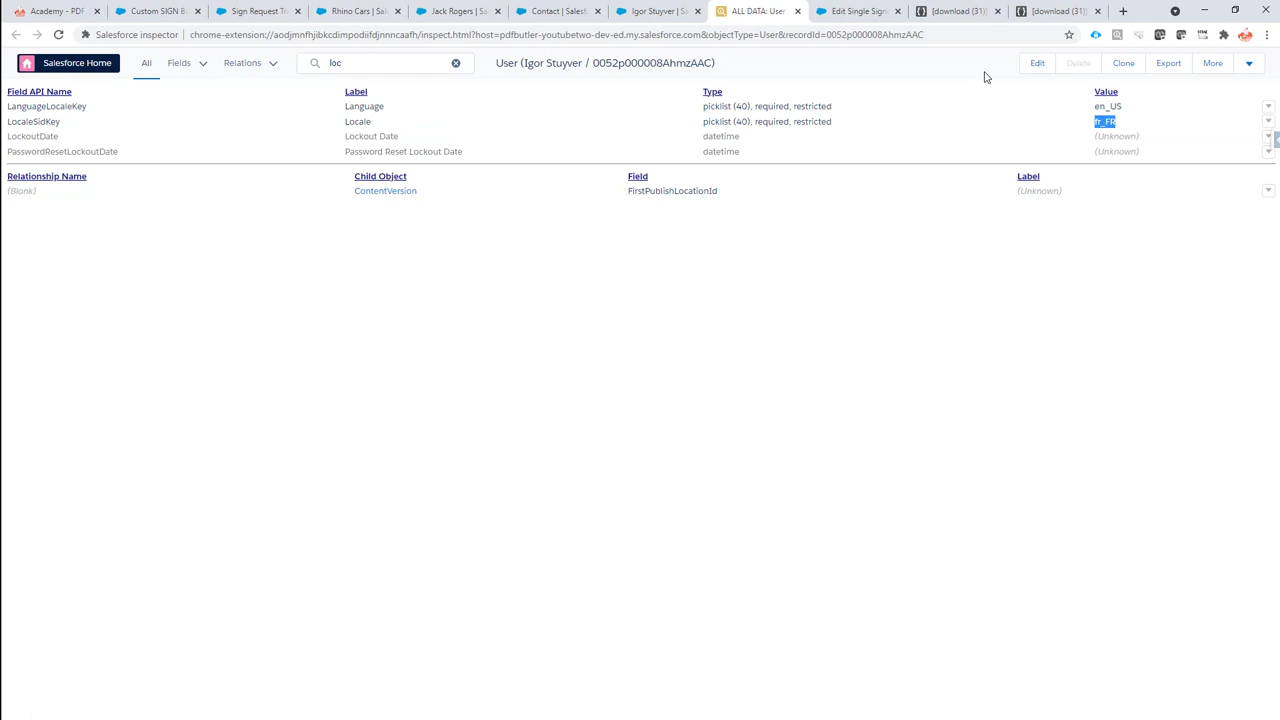 Academy - PDF
Custom SIGN B
Sign Request Tra
Rhino Cars | Sal
Jack Rogers | Sa
Contact | Salesf
Igor Stuyver | Sa
ALL DATA: User
Edit Single Sign
[download (31)]
[download (31)]
Salesforce inspector
chrome-extension://aodjmnfhjibkcdimpodiifdjnnncaafh/inspect.html?host=pdfbutler-youtubetwo-dev-ed.my.salesforce.com&objectType=User&recordId=0052p000008AhmzAAC
Salesforce Home
All
Fields
Relations
loc
User (Igor Stuyver / 0052p000008AhmzAAC)
Edit
Delete
Clone
Export
More
Field API Name Label Type Value
LanguageLocaleKey Language picklist (40), required, restricted en_US
LocaleSidKey Locale picklist (40), required, restricted fr_FR
LockoutDate Lockout Date datetime (Unknown)
PasswordResetLockoutDate Password Reset Lockout Date datetime (Unknown)
Relationship Name Child Object Field Label
(Blank) ContentVersion FirstPublishLocationId (Unknown)